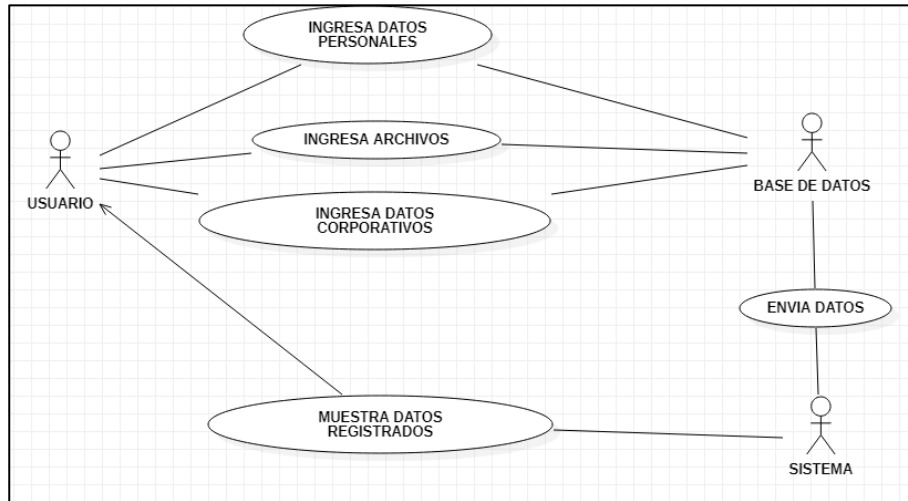 INGRESA DATOS
PERSONALES
INGRESA ARCHIVOS
USUARIO
BASE DE DATOS
INGRESA DATOS
CORPORATIVOS
ENVIA DATOS
MUESTRA DATOS
REGISTRADOS
SISTEMA